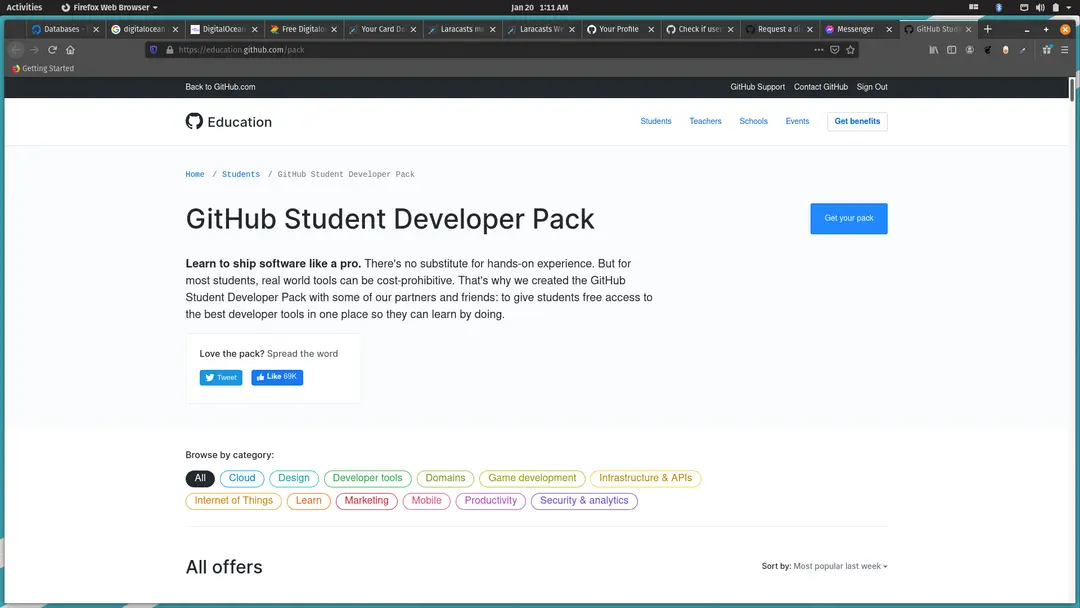 Activities Firefox Web Browser Jan 20 1:11 AM
Databases - digitalocean DigitalOcean Free Digitalo Your Card De Laracasts ma Laracasts We Your Profile Check if user Request a di Messenger GitHub Stud
https://education.github.com/pack
Getting Started
Back to GitHub.com GitHub Support Contact GitHub Sign Out
Education Students Teachers Schools Events Get benefits
Home / Students / GitHub Student Developer Pack
GitHub Student Developer Pack
Get your pack
Learn to ship software like a pro. There's no substitute for hands-on experience. But for
most students, real world tools can be cost-prohibitive. That's why we created the GitHub
Student Developer Pack with some of our partners and friends: to give students free access to
the best developer tools in one place so they can learn by doing.
Love the pack? Spread the word
Tweet Like 69K
Browse by category:
All Cloud Design Developer tools Domains Game development Infrastructure & APIs
Internet of Things Learn Marketing Mobile Productivity Security & analytics
All offers
Sort by: Most popular last week